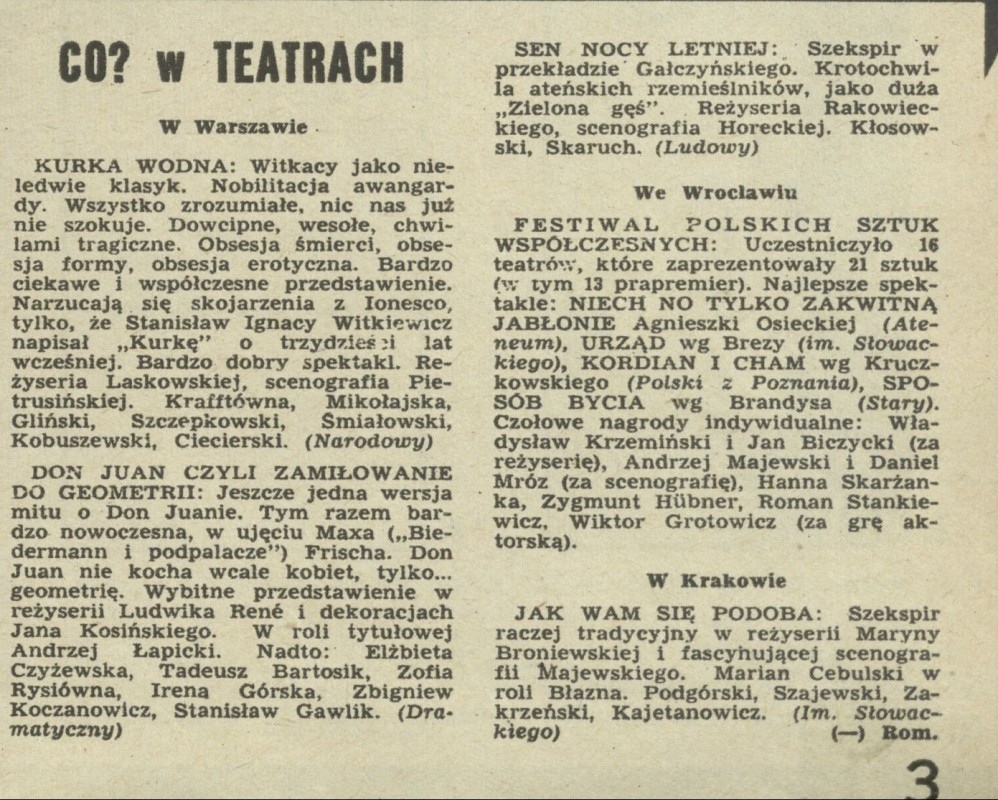 CO? w TEATRACH
W Warszawie
KURKA WODNA: Witkacy jako nie-
ledwie klasyk. Nobilitacja awangar-
dy. Wszystko zrozumiałe, nic nas już
nie szokuje. Dowcipne, wesołe, chwi-
lami tragiczne. Obsesja śmierci, obse-
sja formy, obsesja erotyczna. Bardzo
ciekawe i współczesne przedstawienie.
Narzucają się skojarzenia z Ionesco,
tylko, że Stanisław Ignacy Witkiewicz
napisał „Kurkę" o trzydzieści lat
wcześniej. Bardzo dobry spektakl. Re-
żyseria Laskowskiej, scenografia Pie-
trusińskiej. Krafftówna, Mikołajska,
Gliński, Szczepkowski, Śmiałowski,
Kobuszewski, Ciecierski. (Narodowy)
DON JUAN CZYLI ZAMIŁOWANIE
DO GEOMETRII: Jeszcze jedna wersja
mitu o Don Juanie. Tym razem bar-
dzo nowoczesna, w ujęciu Maxa („Bie-
dermann i podpalacze") Frischa. Don
Juan nie kocha wcale kobiet, tylko...
geometrię. Wybitne przedstawienie w
reżyserii Ludwika René i dekoracjach
Jana Kosińskiego. W roli tytułowej
Andrzej Łapicki. Nadto: Elżbieta
Czyżewska, Tadeusz Bartosik, Zofia
Rysiówna, Irena Górska, Zbigniew
Koczanowicz, Stanisław Gawlik. (Dra-
matyczny)
SEN NOCY LETNIEJ: Szekspir w
przekładzie Gałczyńskiego. Krotochwi-
la ateńskich rzemieślników, jako duża
„Zielona gęś". Reżyseria Rakowiec-
kiego, scenografia Horeckiej. Kłosow-
ski, Skaruch. (Ludowy)
We Wrocławiu
FESTIWAL POLSKICH SZTUK
WSPÓŁCZESNYCH: Uczestniczyło 16
teatrów, które zaprezentowały 21 sztuk
(w tym 13 prapremier). Najlepsze spek-
takle: NIECH NO TYLKO ZAKWITNĄ
JABŁONIE Agnieszki Osieckiej (Ate-
neum), URZĄD wg Brezy (im. Słowac-
kiego), KORDIAN I CHAM wg Krucz-
kowskiego (Polski z Poznania), SPO-
SÓB BYCIA wg Brandysa (Stary).
Czołowe nagrody indywidualne: Wła-
dysław Krzemiński i Jan Biczycki (za
reżyserię), Andrzej Majewski i Daniel
Mróz (za scenografię), Hanna Skarżan-
ka, Zygmunt Hübner, Roman Stankie-
wicz, Wiktor Grotowicz (za grę ak-
torską).
W Krakowie
JAK WAM SIĘ PODOBA: Szekspir
raczej tradycyjny w reżyserii Maryny
Broniewskiej i fascyhującej scenogra-
fii Majewskiego. Marian Cebulski w
roli Błazna. Podgórski, Szajewski, Za-
krzeński, Kajetanowicz. (Im. Słowac-
kiego) (—) Rom.
3